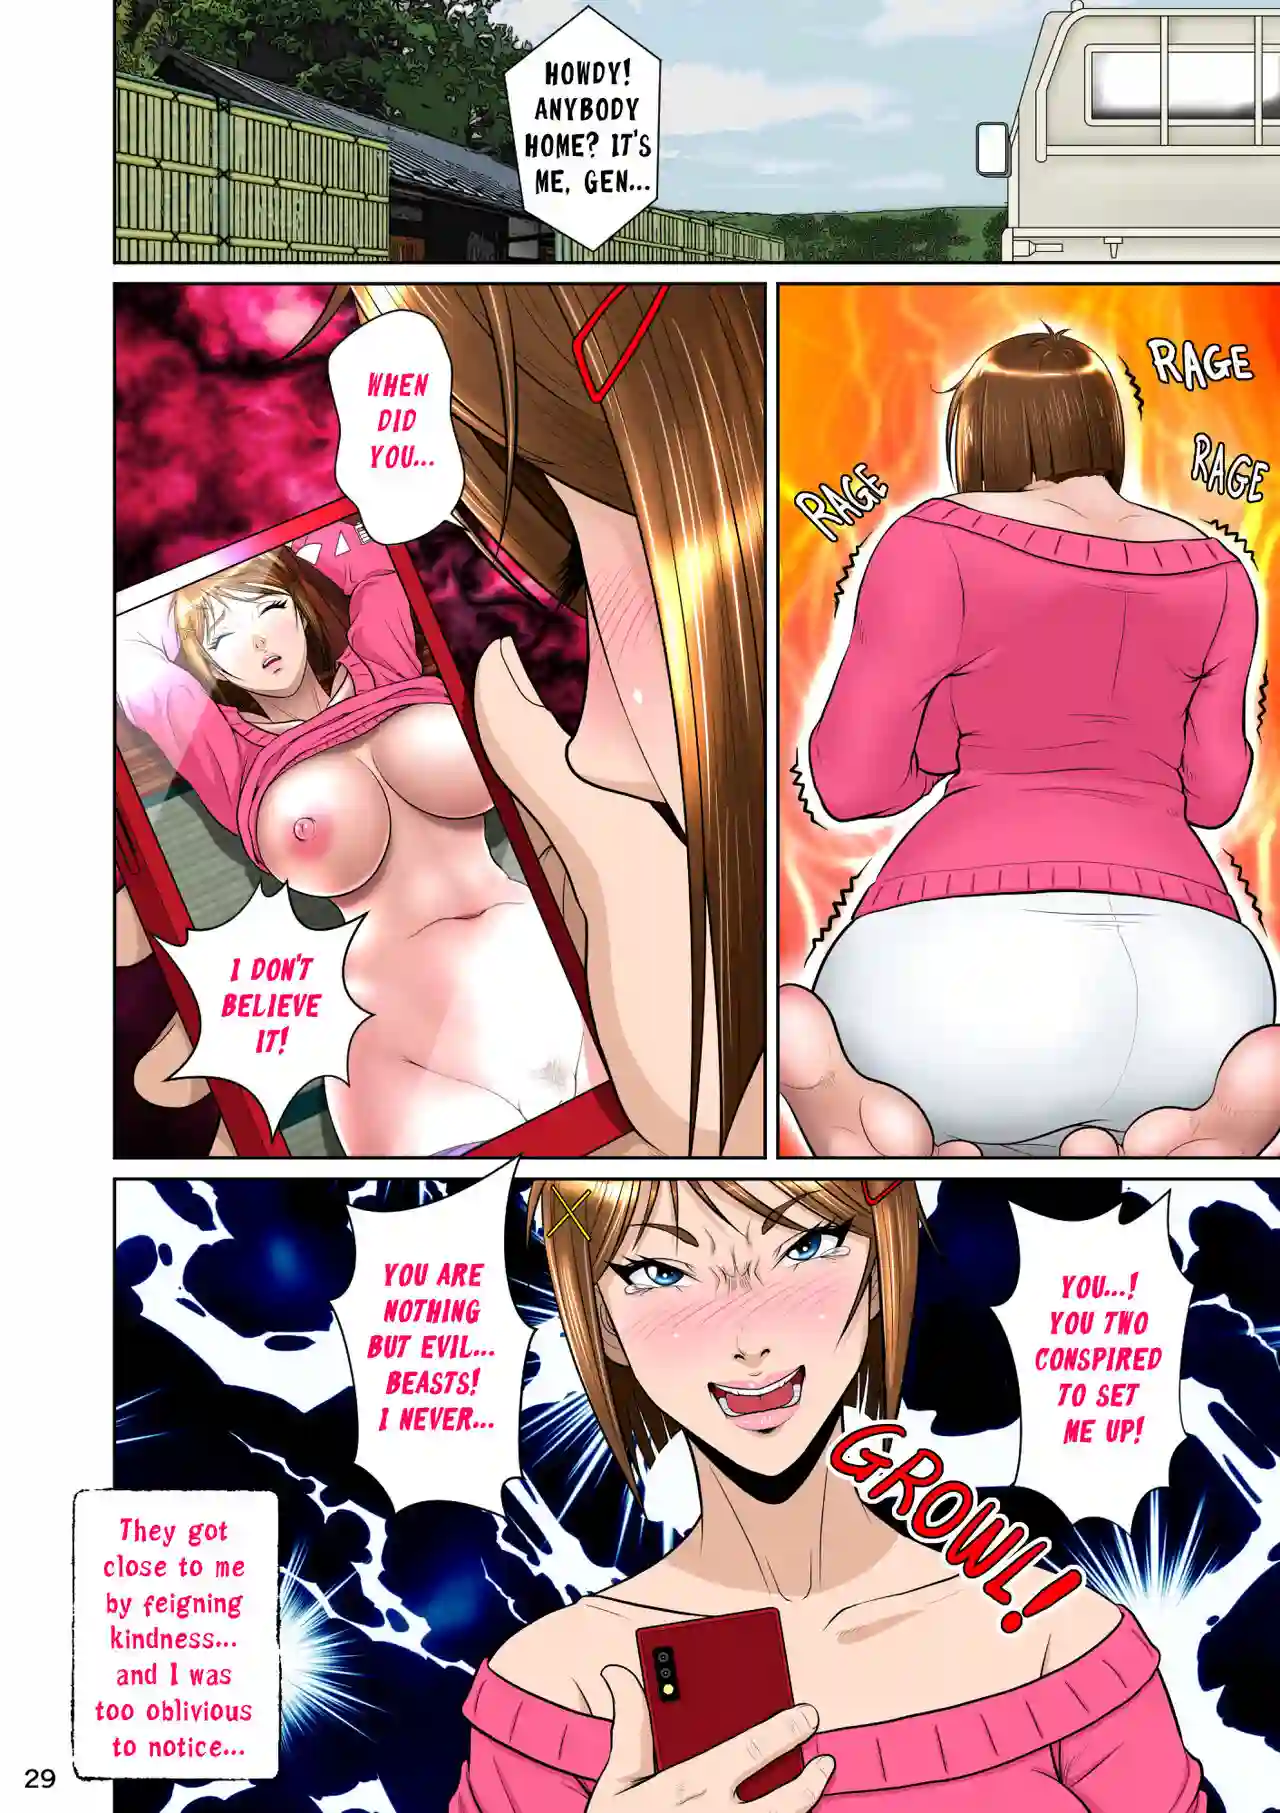 HOWDY!
ANYBODY
HOME? IT'S
ME, GEN...
RAGE
RAGE
RAGE
WHEN
DID
YOU...
I DON'T
BELIEVE
IT!
YOU...!
YOU TWO
CONSPIRED
TO SET
ME UP!
YOU ARE
NOTHING
BUT EVIL...
BEASTS!
I NEVER...
GROWL!
They got
close to me
by feigning
kindness...
and I was
too oblivious
to notice...
29